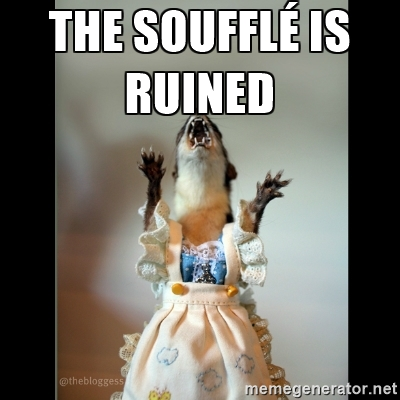 THE SOUFFLÉ IS
RUINED
@thebloggess
memegenerator.net